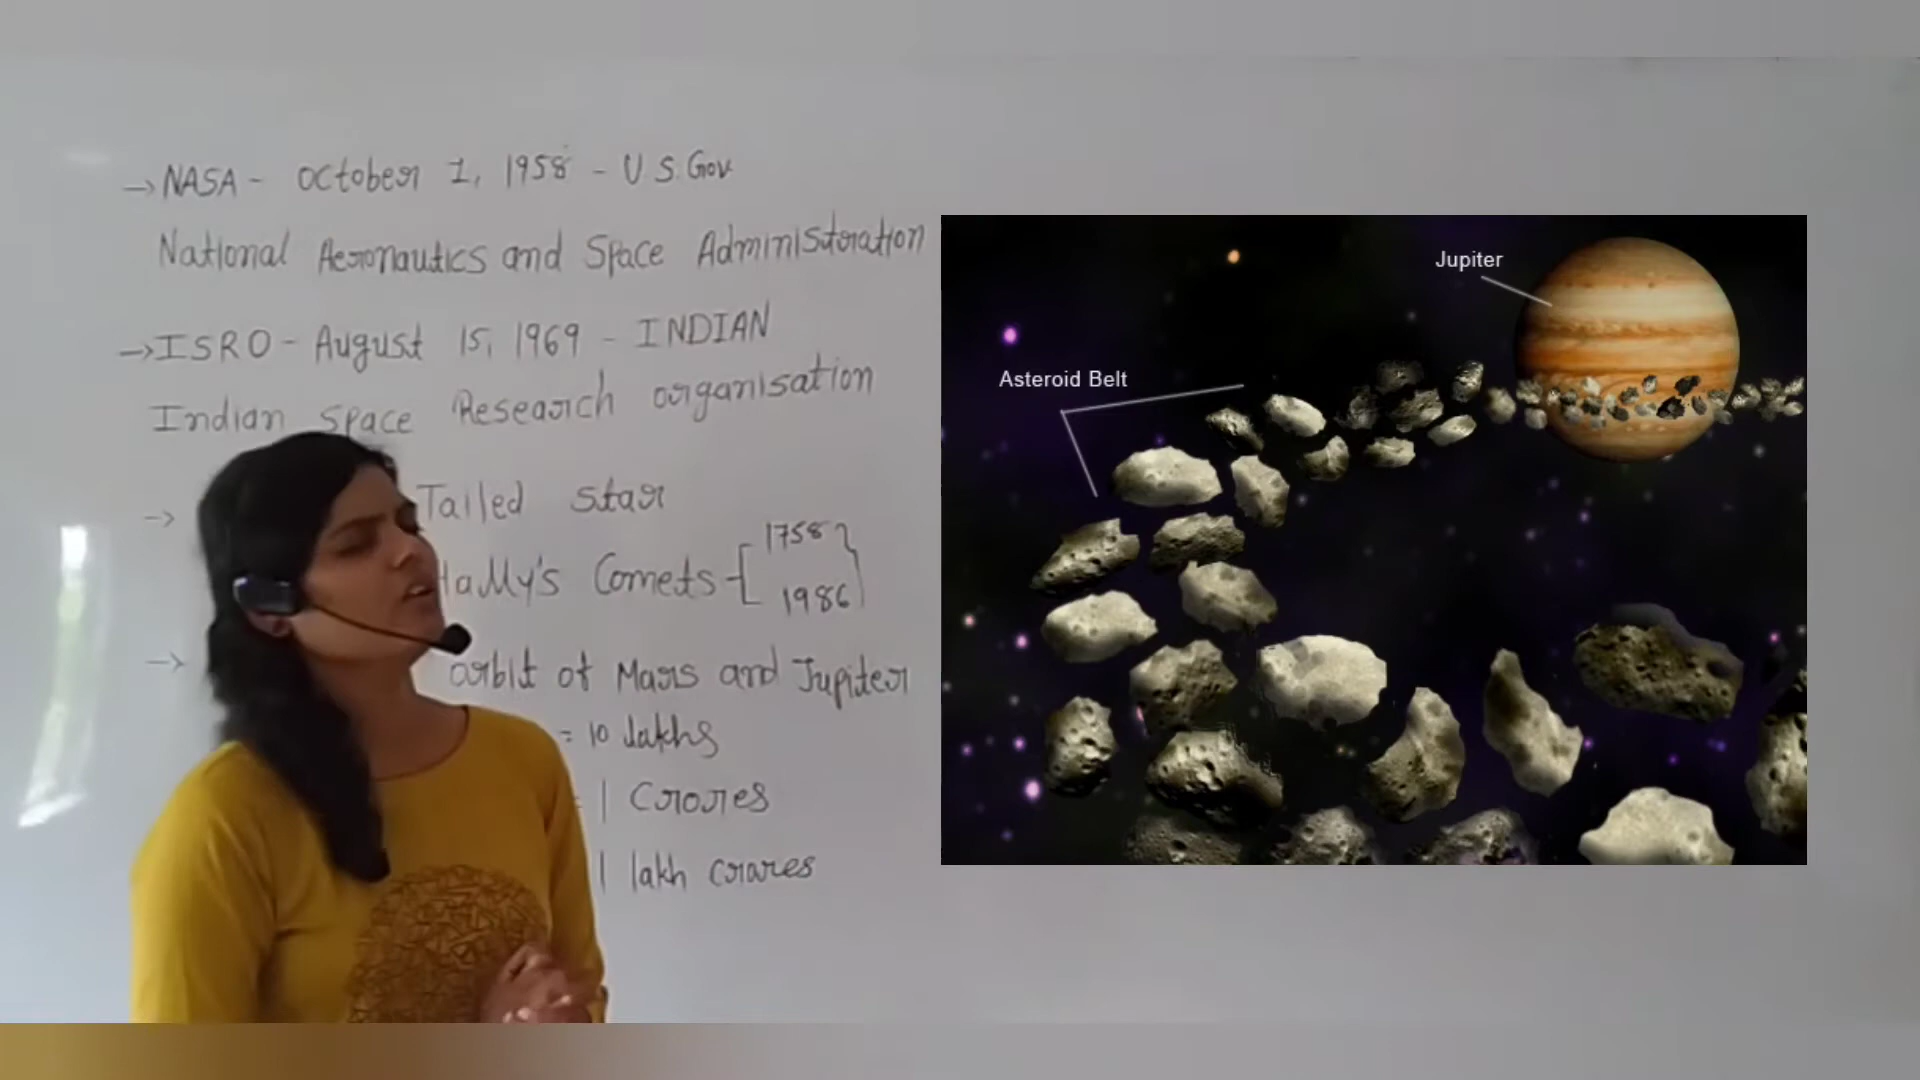 → NASA - October 1, 1958 - U.S. Gov
National Aeronautics and Space Administration
→ ISRO - August 15, 1969 - INDIAN
Indian Space Research organisation
→ Tailed star
Comets - [ 1758
1986 }
→ orbit of Mars and Jupiter
= 10 lakhs
= 1 Crores
1 lakh crores
Jupiter
Asteroid Belt